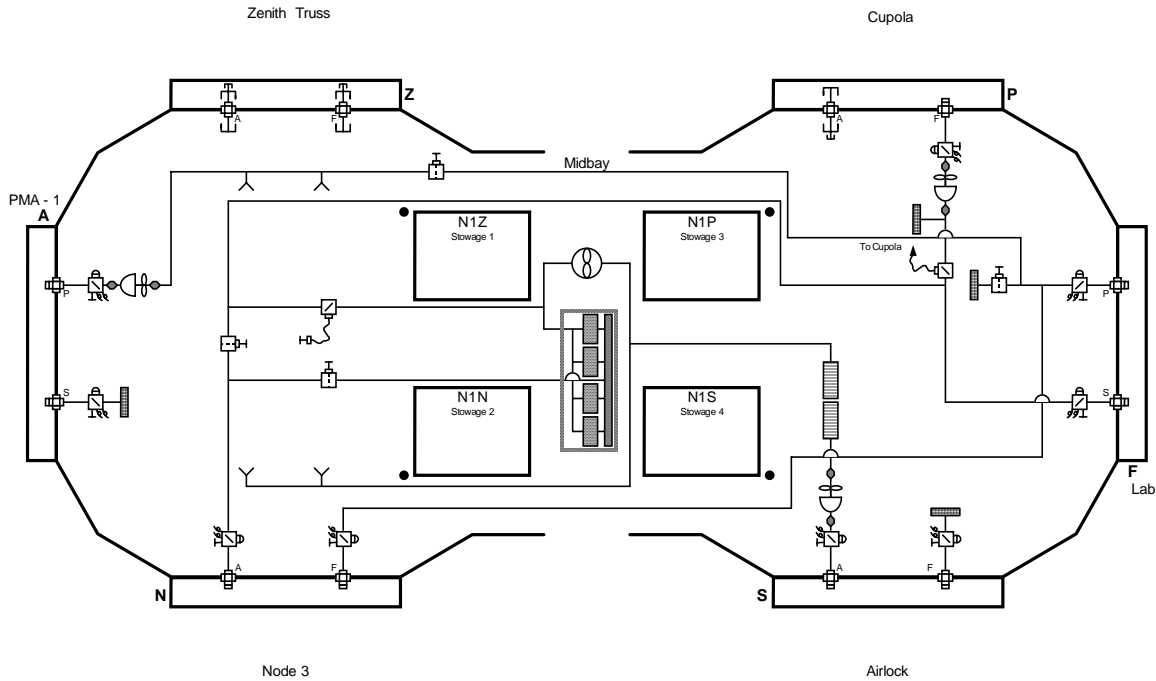 Zenith Truss
Cupola
Z
P
A
F
A
F
Midbay
PMA - 1
A
N1Z
Stowage 1
N1P
Stowage 3
To Cupola
P
P
S
S
N1N
Stowage 2
N1S
Stowage 4
F
Lab
A
F
A
F
N
S
Node 3
Airlock